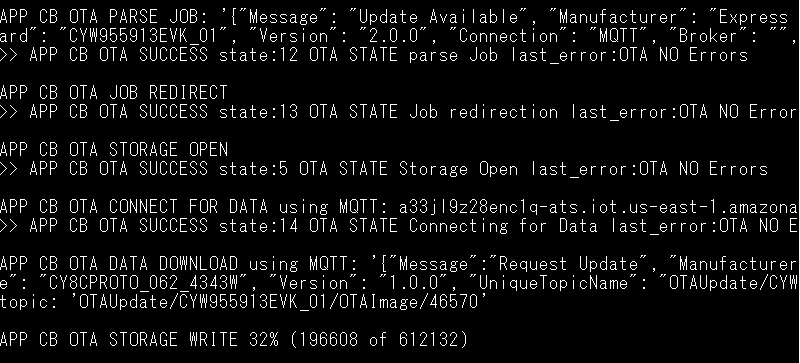 APP CB OTA PARSE JOB: '{"Message": "Update Available", "Manufacturer": "Express
ard": "CYW955913EVK_01", "Version": "2.0.0", "Connection": "MQTT", "Broker": "",
>> APP CB OTA SUCCESS state:12 OTA STATE parse Job last_error:OTA NO Errors
APP CB OTA JOB REDIRECT
>> APP CB OTA SUCCESS state:13 OTA STATE Job redirection last_error:OTA NO Error
APP CB OTA STORAGE OPEN
>> APP CB OTA SUCCESS state:5 OTA STATE Storage Open last_error:OTA NO Errors
APP CB OTA CONNECT FOR DATA using MQTT: a33jl9z28enc1q-ats.iot.us-east-1.amazona
>> APP CB OTA SUCCESS state:14 OTA STATE Connecting for Data last_error:OTA NO E
APP CB OTA DATA DOWNLOAD using MQTT: '{"Message":"Request Update", "Manufacturer
e": "CY8CPROTO_062_4343W", "Version": "1.0.0", "UniqueTopicName": "OTAUpdate/CYW
topic: 'OTAUpdate/CYW955913EVK_01/OTAImage/46570'
APP CB OTA STORAGE WRITE 32% (196608 of 612132)